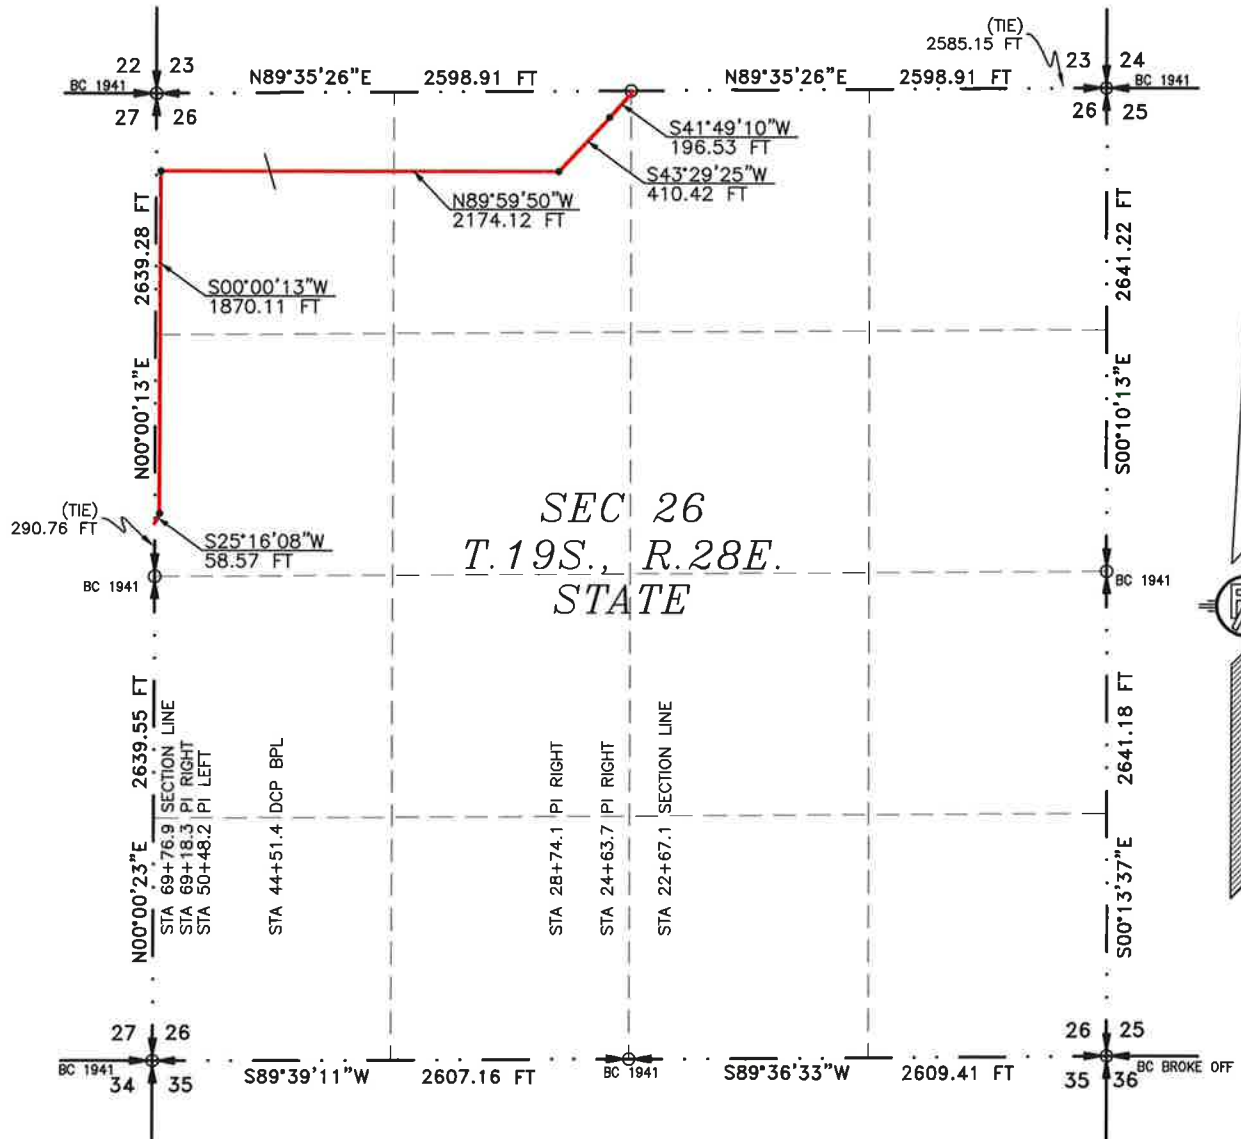 (TIE)
2585.15 FT
22 23
23 24
BC 1941
N89°35'26"E 2598.91 FT
N89°35'26"E 2598.91 FT
BC 1941
27 26
26 25
S41°49'10"W
196.53 FT
S43°29'25"W
410.42 FT
N89°59'50"W
2174.12 FT
N00°00'13"E 2639.28 FT
S00°10'13"E 2641.22 FT
S00°00'13"W
1870.11 FT
(TIE)
290.76 FT
S25°16'08"W
58.57 FT
SEC 26
T.19S., R.28E.
STATE
BC 1941
BC 1941
N00°00'23"E 2639.55 FT
STA 69+76.9 SECTION LINE
STA 69+18.3 PI RIGHT
STA 50+48.2 PI LEFT
STA 44+51.4 DCP BPL
STA 28+74.1 PI RIGHT
STA 24+63.7 PI RIGHT
STA 22+67.1 SECTION LINE
S00°13'37"E 2641.18 FT
27 26
26 25
BC 1941
S89°39'11"W 2607.16 FT
BC 1941
S89°36'33"W 2609.41 FT
BC BROKE OFF
34 35
35 36